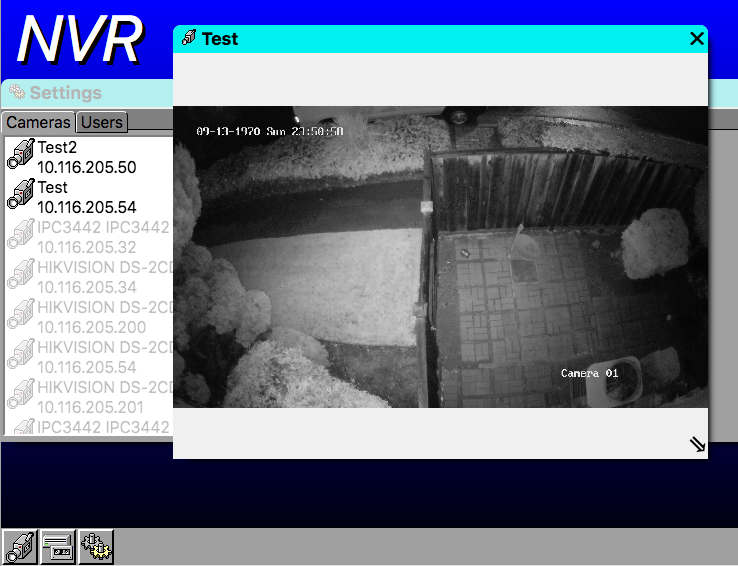 NVR
Test
Settings
Cameras
Users
Test2
10.116.205.50
Test
10.116.205.54
IPC3442 IPC3442
10.116.205.32
HIKVISION DS-2CD
10.116.205.34
HIKVISION DS-2CD
10.116.205.200
HIKVISION DS-2CD
10.116.205.54
HIKVISION DS-2CD
10.116.205.201
IPC3442 IPC3442
09-13-1970 Sun 23:50:58
Camera 01